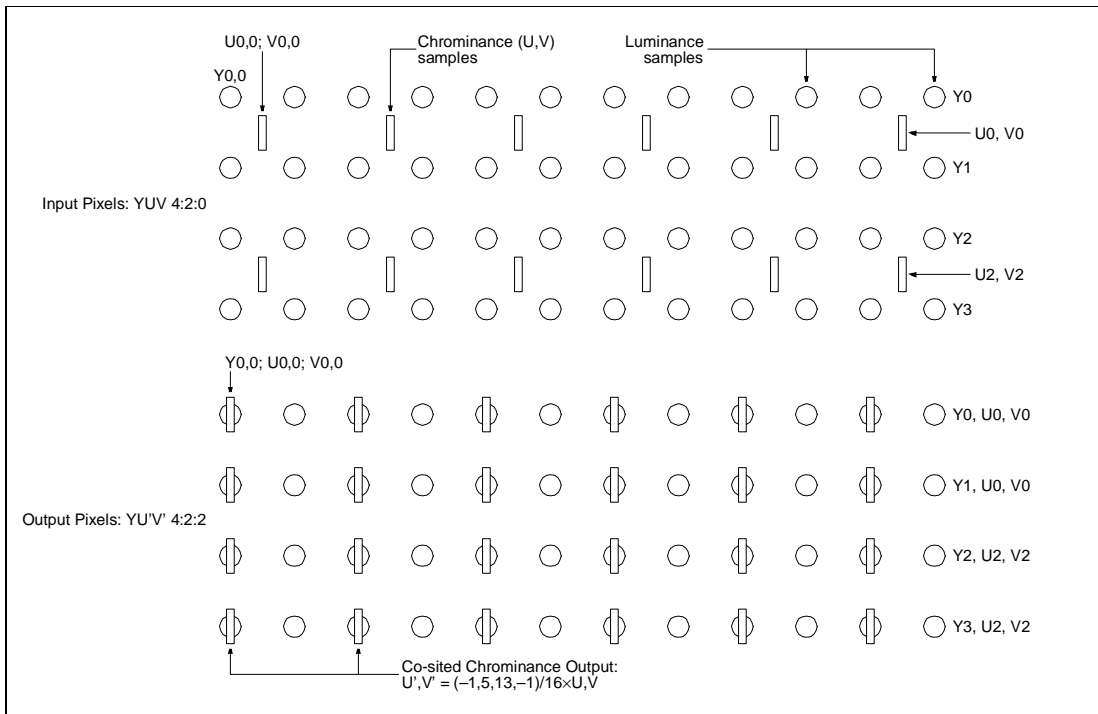 U0,0; V0,0
Chrominance (U,V)
samples
Luminance
samples
Y0,0
Y0
U0, V0
Y1
Input Pixels: YUV 4:2:0
Y2
U2, V2
Y3
Y0,0; U0,0; V0,0
Y0, U0, V0
Y1, U0, V0
Output Pixels: YU'V' 4:2:2
Y2, U2, V2
Y3, U2, V2
Co-sited Chrominance Output:
U',V' = (–1,5,13,–1)/16×U,V